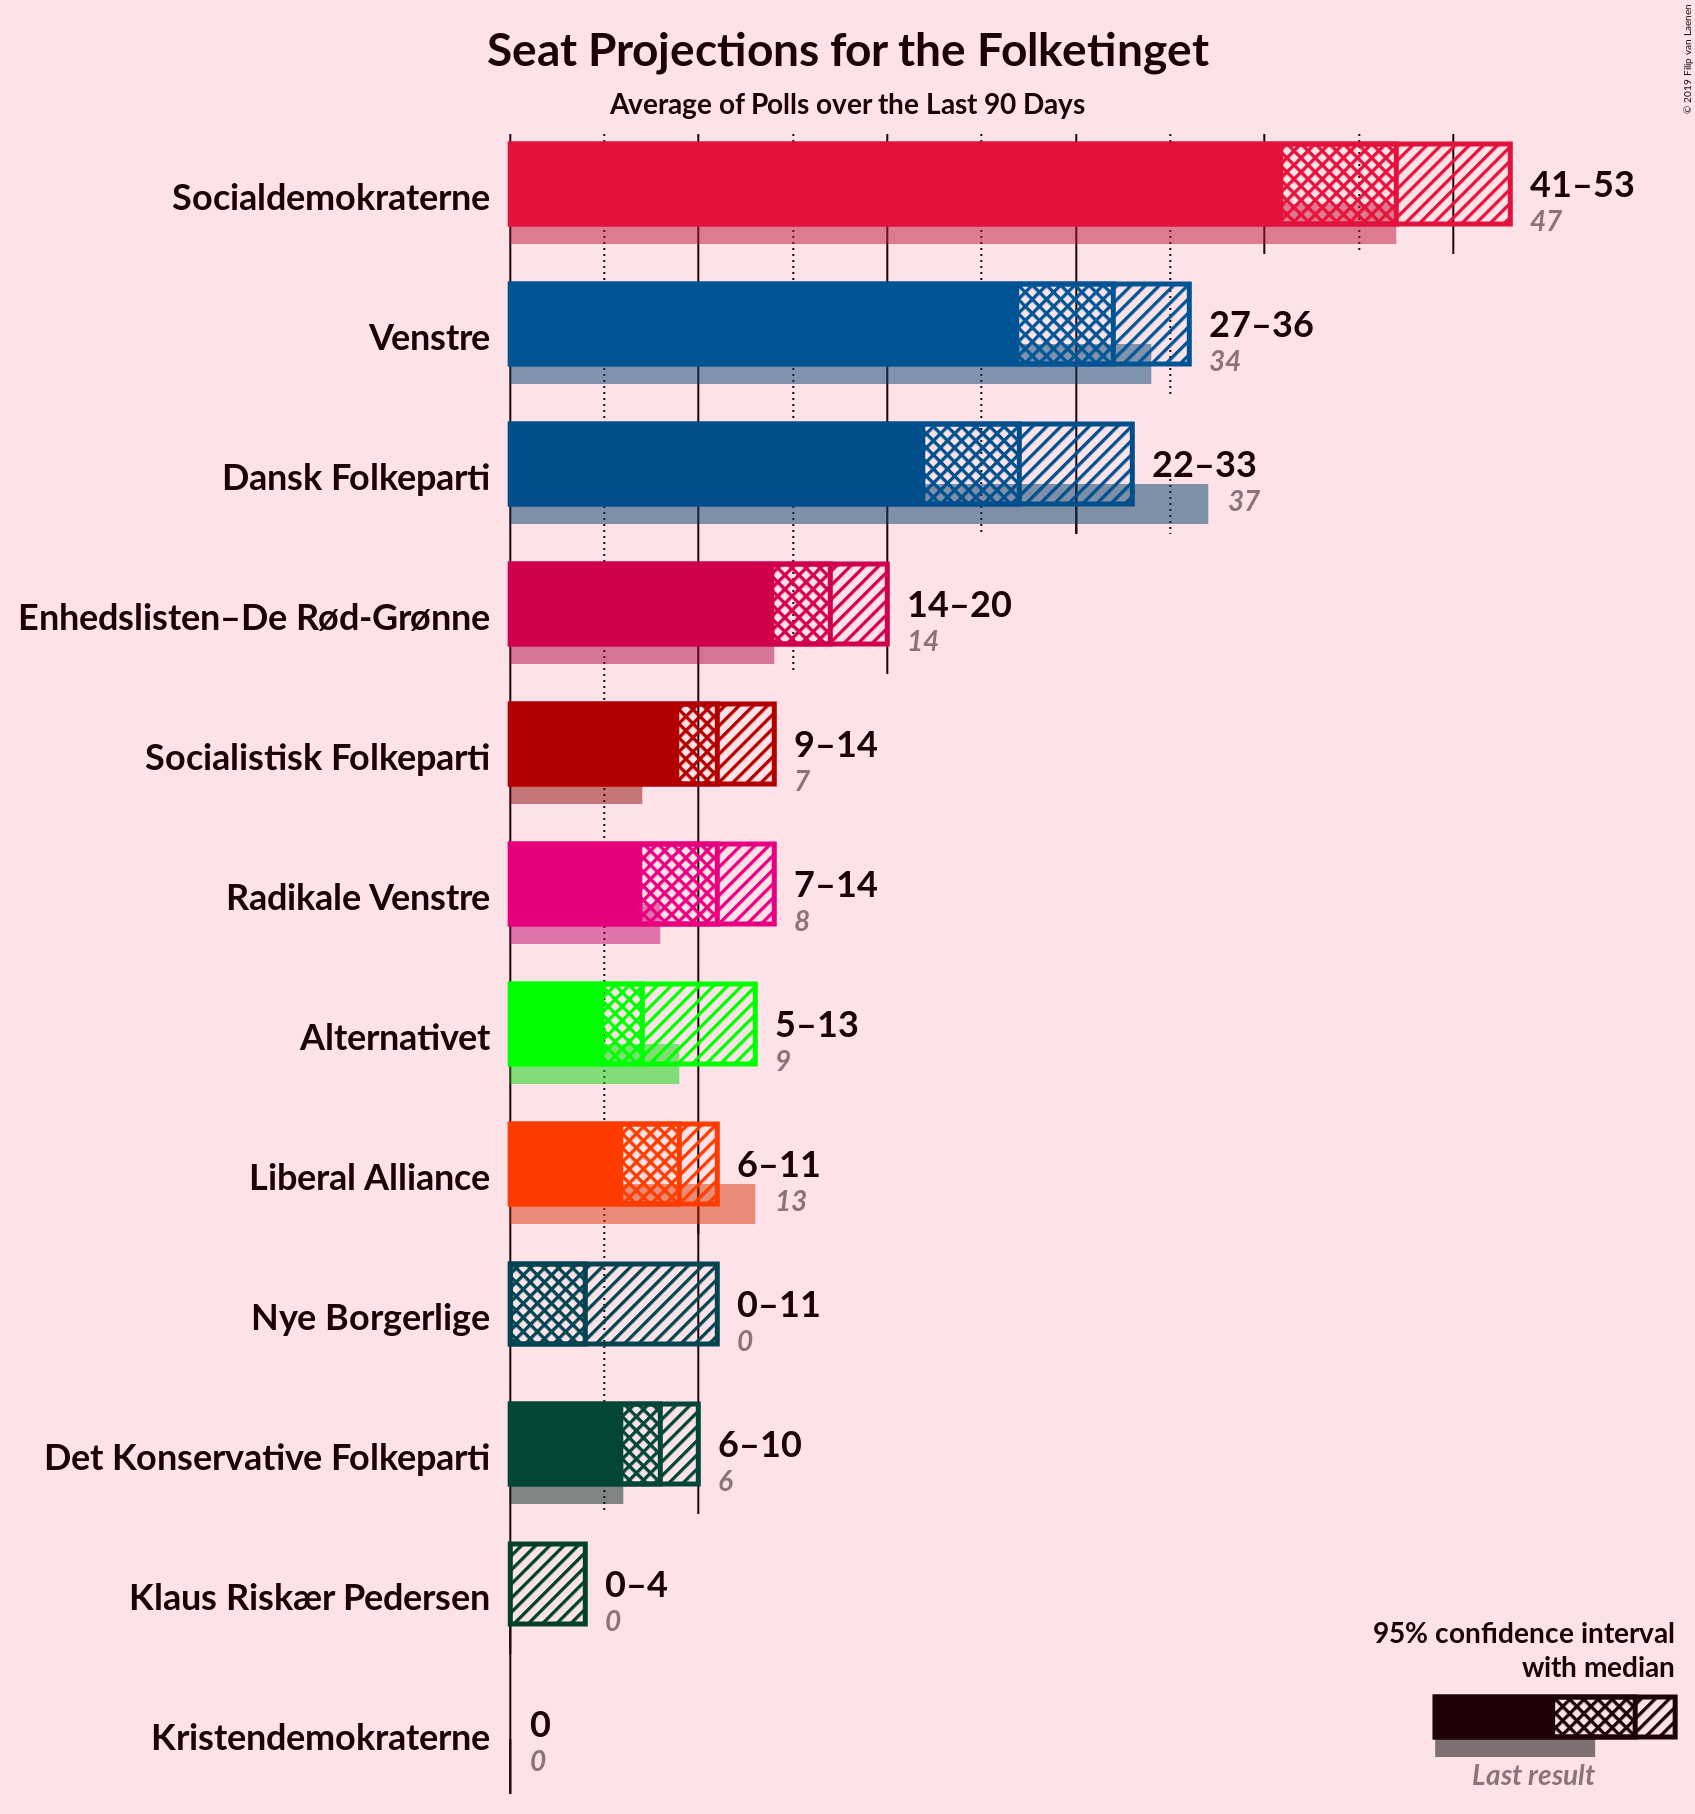 Seat Projections for the Folketinget
Average of Polls over the Last 90 Days
© 2019 Filip van Laenen
Socialdemokraterne
41–53
47
Venstre
27–36
34
Dansk Folkeparti
22–33
37
Enhedslisten–De Rød-Grønne
14–20
14
Socialistisk Folkeparti
9–14
7
Radikale Venstre
7–14
8
Alternativet
5–13
9
Liberal Alliance
6–11
13
Nye Borgerlige
0–11
0
Det Konservative Folkeparti
6–10
6
Klaus Riskær Pedersen
0–4
0
Kristendemokraterne
0
0
95% confidence interval
with median
Last result